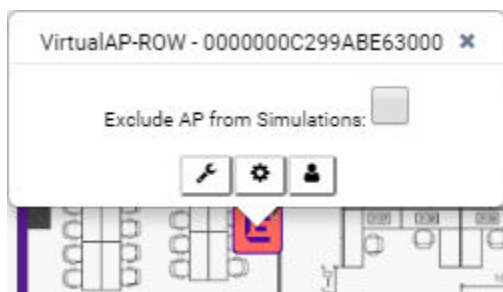 VirtualAP-ROW - 0000000C299ABE63000 ×
Exclude AP from Simulations: